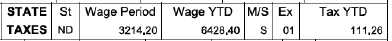 STATE St Wage Period Wage YTD M/S Ex Tax YTD
TAXES ND 3214,20 6428,40 S 01 111,26